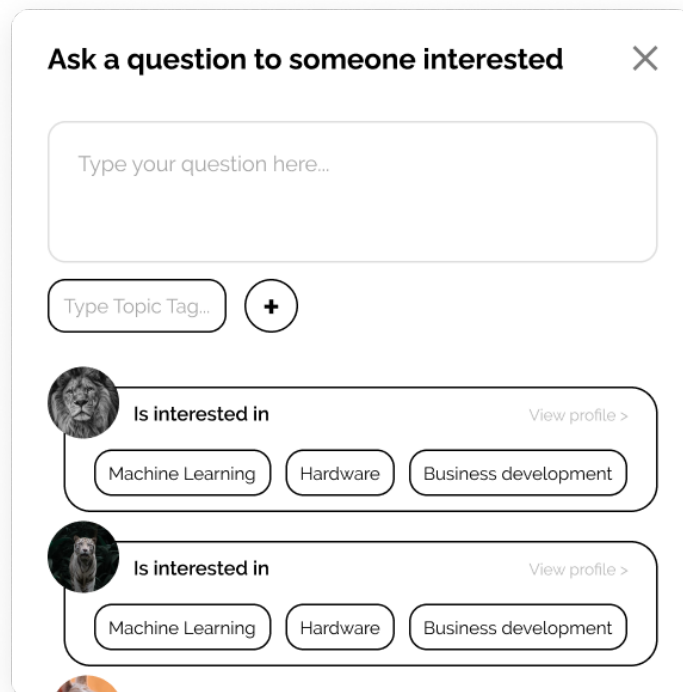 Ask a question to someone interested
Type your question here...
Type Topic Tag... +
Is interested in View profile >
Machine Learning Hardware Business development
Is interested in View profile >
Machine Learning Hardware Business development